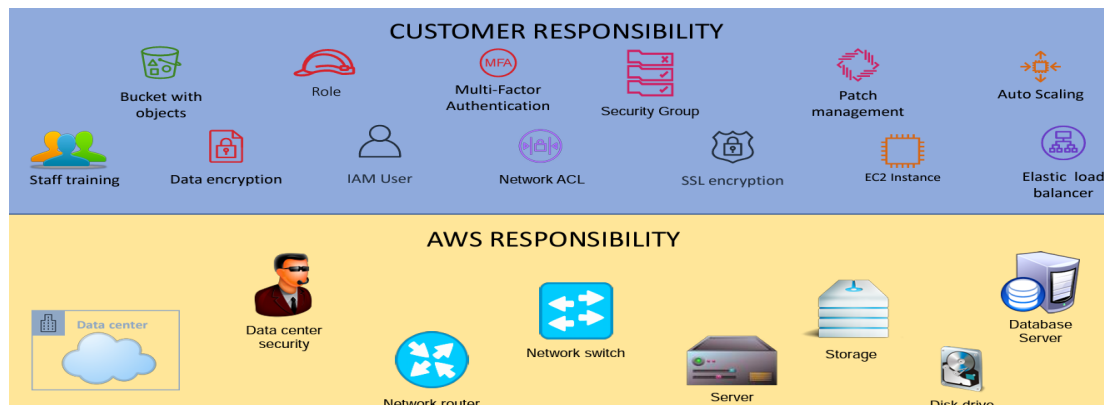 CUSTOMER RESPONSIBILITY
Bucket with
objects
Role
MFA
Multi-Factor
Authentication
Security Group
Patch
management
Auto Scaling
Staff training
Data encryption
IAM User
Network ACL
SSL encryption
EC2 Instance
Elastic load
balancer
AWS RESPONSIBILITY
Data center
Data center
security
Network router
Network switch
Server
Storage
Disk drive
Database
Server